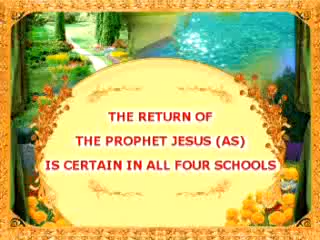 THE RETURN OF
THE PROPHET JESUS (AS)
IS CERTAIN IN ALL FOUR SCHOOLS